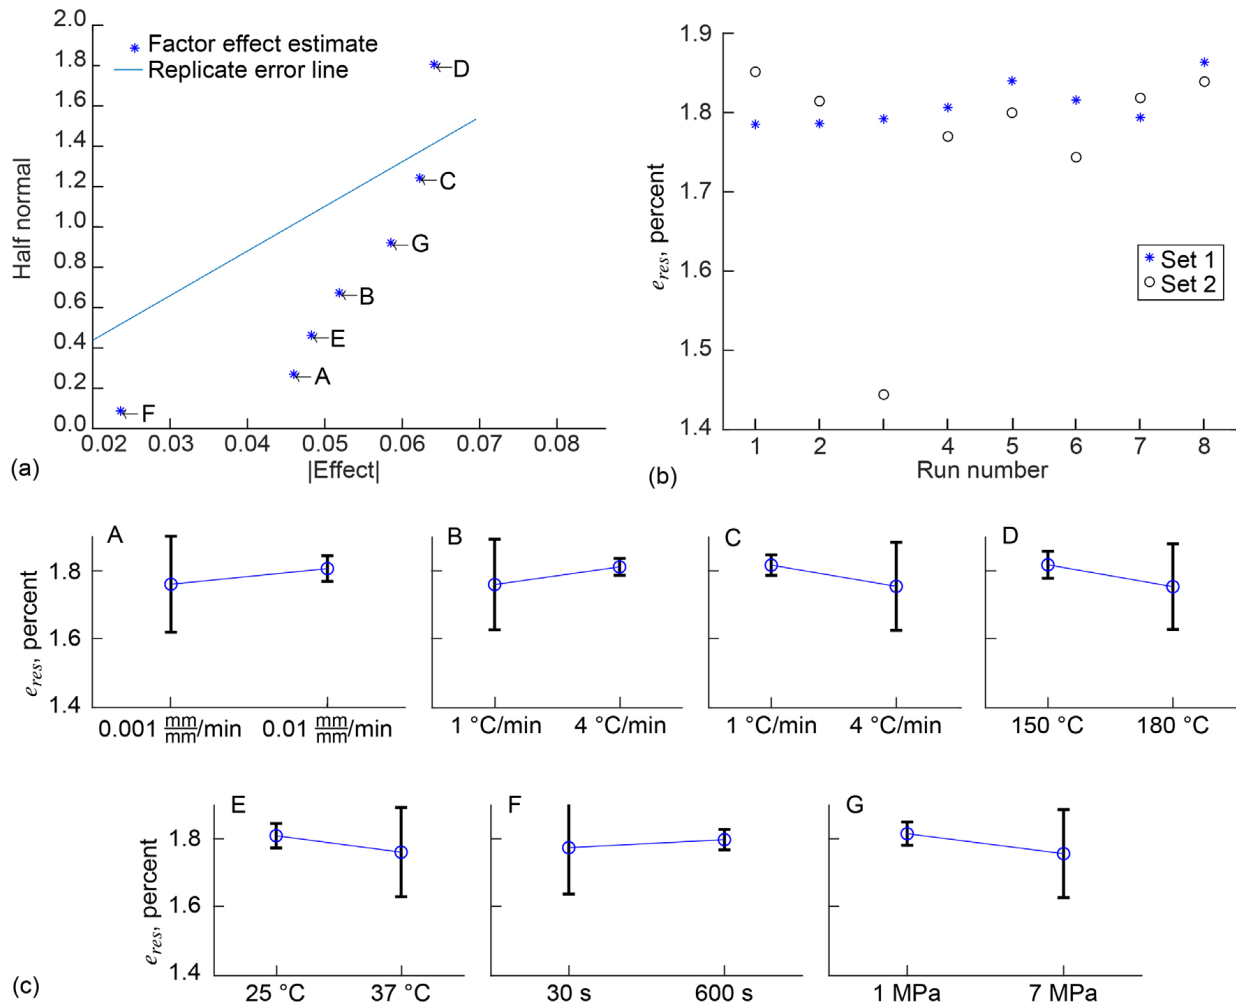 2.0
1.8
1.6
1.4
1.2
1.0
0.8
0.6
0.4
0.2
0.0
Half normal
Factor effect estimate
Replicate error line
D
C
G
B
E
A
F
0.02 0.03 0.04 0.05 0.06 0.07 0.08
|Effect|
(a)
1.9
1.8
1.7
1.8
1.5
1.4
e_res, percent
Set 1
Set 2
1 2 3 4 5 6 7 8
Run number
(b)
A
1.8
1.6
1.4
e_res, percent
0.001 mm/mm/min 0.01 mm/mm/min
B
1 °C/min 4 °C/min
C
1 °C/min 4 °C/min
D
150 °C 180 °C
E
1.8
1.6
1.4
e_res, percent
25 °C 37 °C
F
30 s 600 s
G
1 MPa 7 MPa
(c)